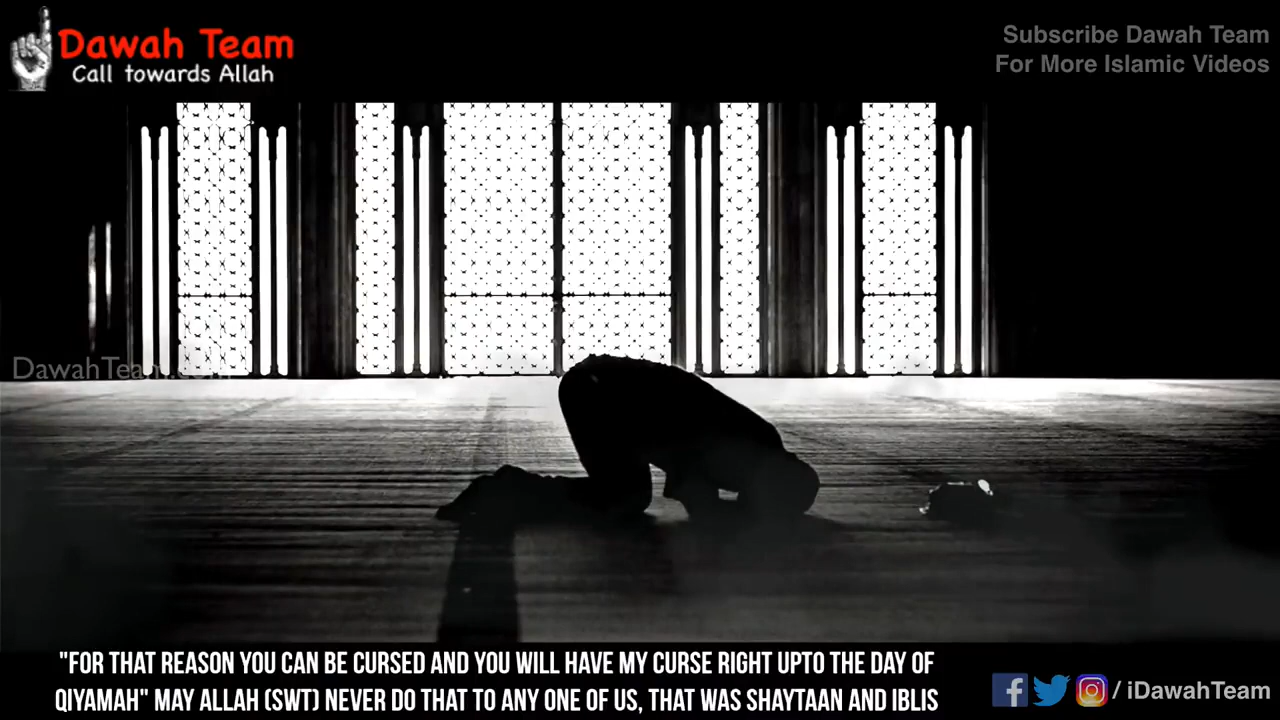 Dawah Team
Call towards Allah
Subscribe Dawah Team
For More Islamic Videos
DawahTeam.com
"FOR THAT REASON YOU CAN BE CURSED AND YOU WILL HAVE MY CURSE RIGHT UPTO THE DAY OF
QIYAMAH" MAY ALLAH (SWT) NEVER DO THAT TO ANY ONE OF US, THAT WAS SHAYTAAN AND IBLIS
/ iDawahTeam